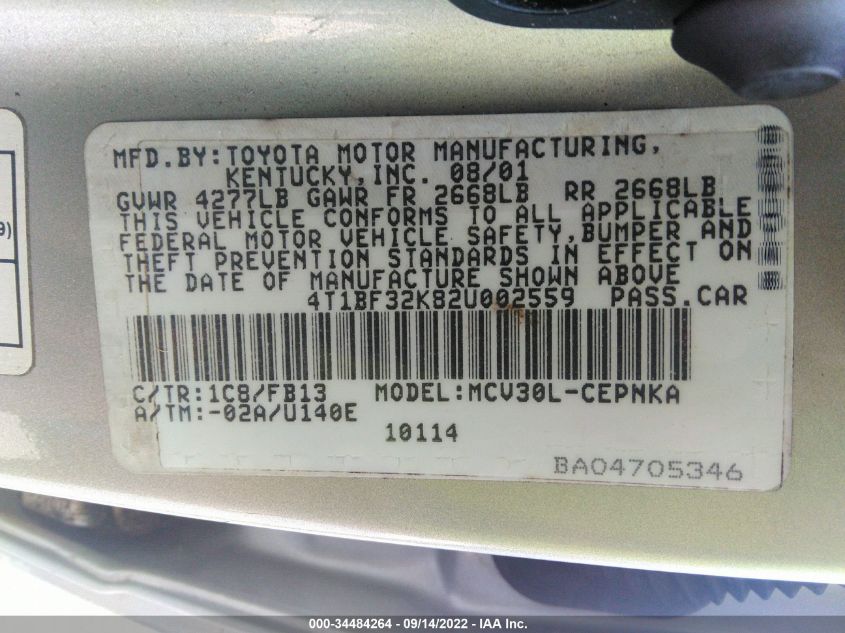 MFD.BY:TOYOTA MOTOR MANUFACTURING,
KENTUCKY,INC. 08/01
GVWR 4277LB GAWR FR 2668LB RR 2668LB
THIS VEHICLE CONFORMS TO ALL APPLICABLE
FEDERAL MOTOR VEHICLE SAFETY,BUMPER AND
THEFT PREVENTION STANDARDS IN EFFECT ON
THE DATE OF MANUFACTURE SHOWN ABOVE
4T1BF32K82U002559 PASS.CAR
C/TR:1C8/FB13 MODEL:MCV30L-CEPNKA
A/TM:-02A/U140E
10114
BA04705346
9)
000-34484264 - 09/14/2022 - IAA Inc.